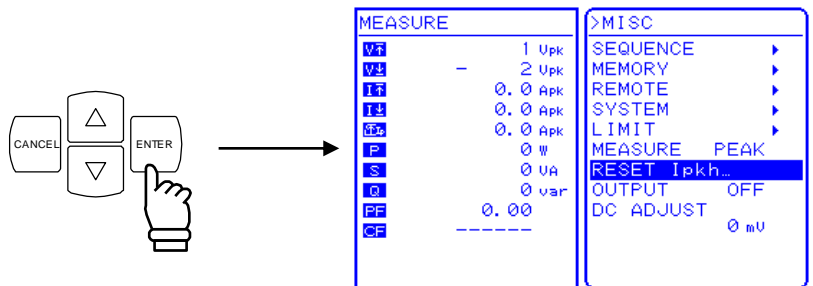 CANCEL
ENTER
MEASURE
V 1 Vpk
V - 2 Vpk
I 0.0 Apk
I 0.0 Apk
0.0 Apk
P 0 W
S 0 VA
Q 0 var
PF 0.00
CF ------
>MISC
SEQUENCE
MEMORY
REMOTE
SYSTEM
LIMIT
MEASURE PEAK
RESET Ipkh…
OUTPUT OFF
DC ADJUST
0 mV